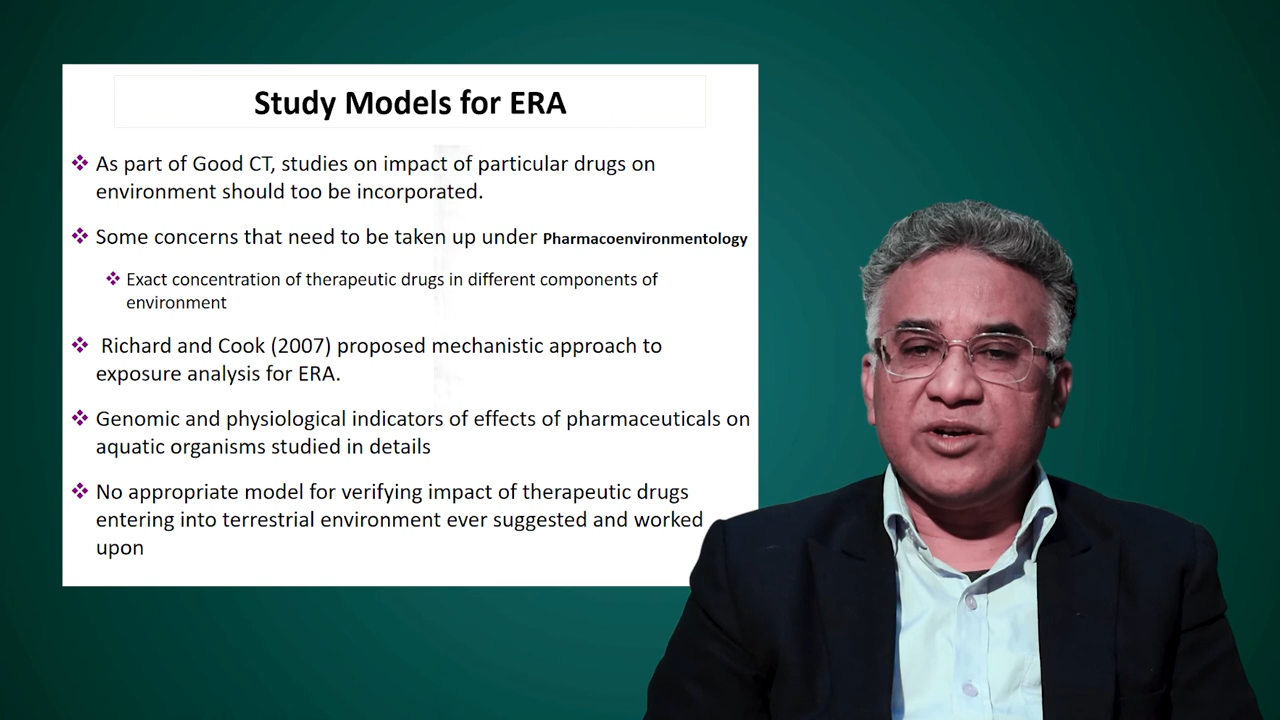 Study Models for ERA
As part of Good CT, studies on impact of particular drugs on
environment should too be incorporated.
Some concerns that need to be taken up under Pharmacoenvironmentology
Exact concentration of therapeutic drugs in different components of
environment
Richard and Cook (2007) proposed mechanistic approach to
exposure analysis for ERA.
Genomic and physiological indicators of effects of pharmaceuticals on
aquatic organisms studied in details
No appropriate model for verifying impact of therapeutic drugs
entering into terrestrial environment ever suggested and worked
upon